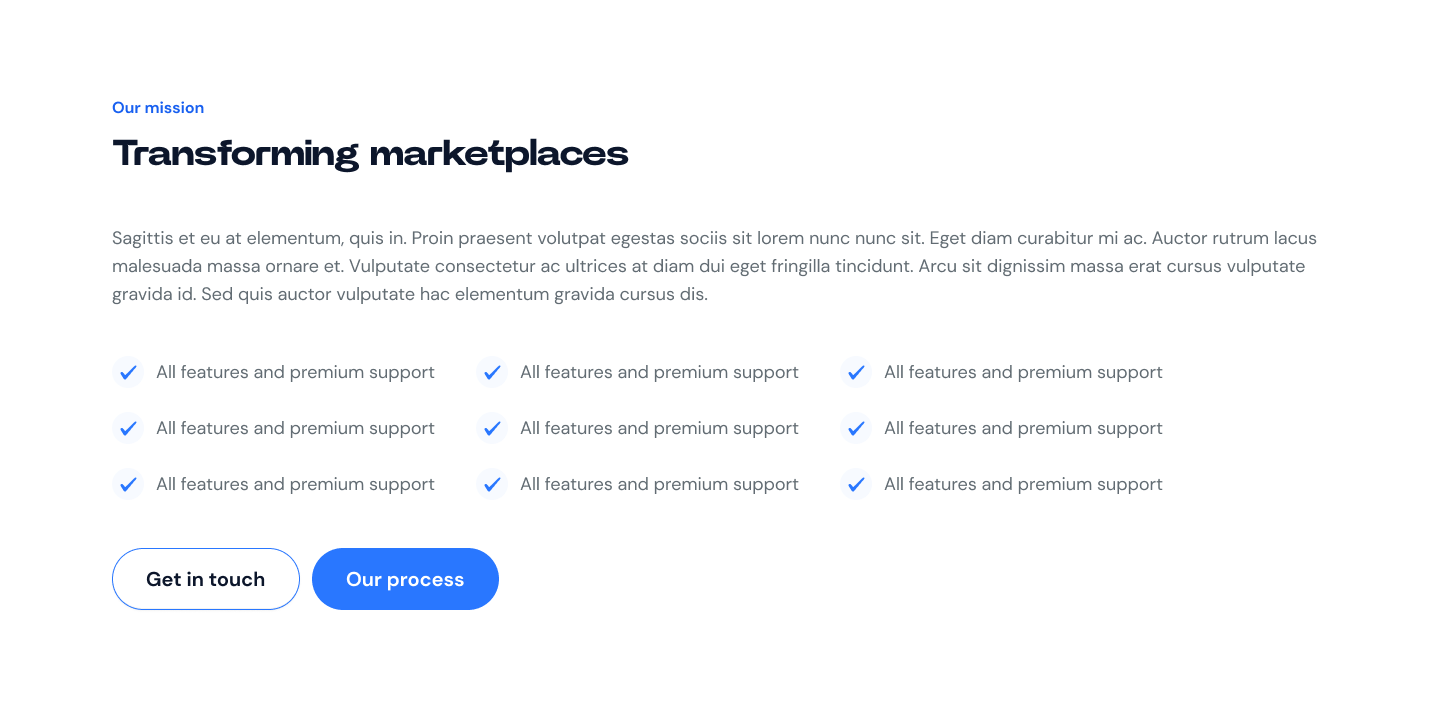 Our mission
Transforming marketplaces
Sagittis et eu at elementum, quis in. Proin praesent volutpat egestas sociis sit lorem nunc nunc sit. Eget diam curabitur mi ac. Auctor rutrum lacus
malesuada massa ornare et. Vulputate consectetur ac ultrices at diam dui eget fringilla tincidunt. Arcu sit dignissim massa erat cursus vulputate
gravida id. Sed quis auctor vulputate hac elementum gravida cursus dis.
All features and premium support All features and premium support All features and premium support
All features and premium support All features and premium support All features and premium support
All features and premium support All features and premium support All features and premium support
Get in touch Our process